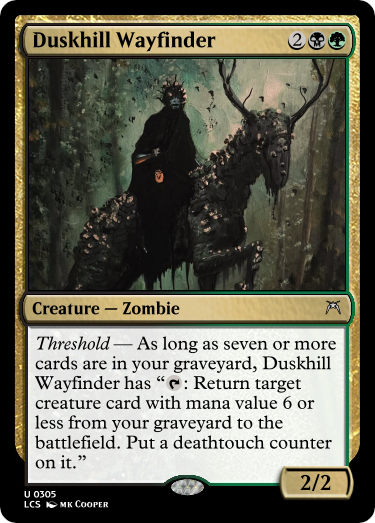 Duskhill Wayfinder 2
Creature — Zombie
Threshold — As long as seven or more
cards are in your graveyard, Duskhill
Wayfinder has “: Return target
creature card with mana value 6 or
less from your graveyard to the
battlefield. Put a deathtouch counter
on it.”
2/2
U 0305
LCS MK COOPER